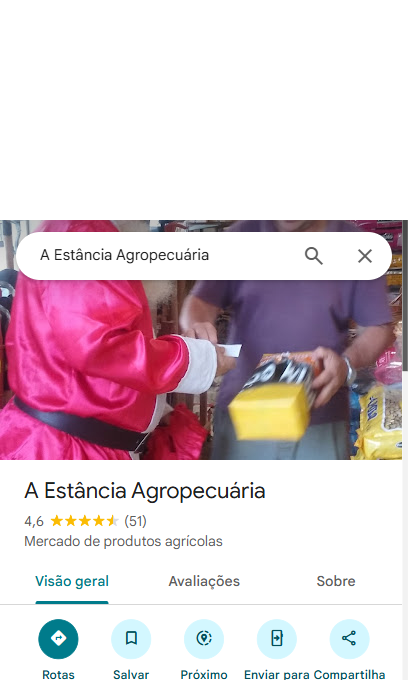 A Estância Agropecuária
A Estância Agropecuária
4,6 (51)
Mercado de produtos agrícolas
Visão geral Avaliações Sobre
Rotas Salvar Próximo Enviar para Compartilha